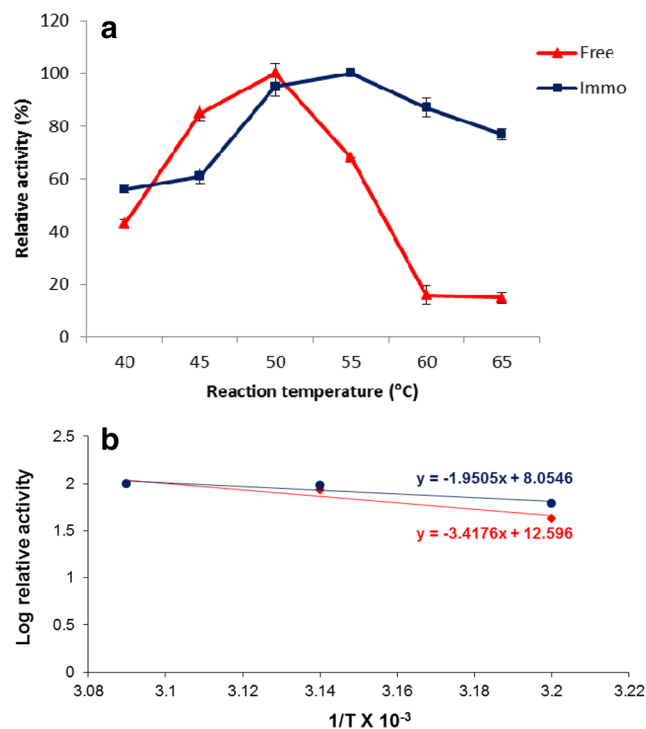 a
120
100
80
60
40
20
0
Relative activity (%)
40 45 50 55 60 65
Reaction temperature (°C)
Free
Immo
b
2.5
2
1.5
1
0.5
0
Log relative activity
y = -1.9505x + 8.0546
y = -3.4176x + 12.596
3.08 3.1 3.12 3.14 3.16 3.18 3.2 3.22
1/T X 10⁻³